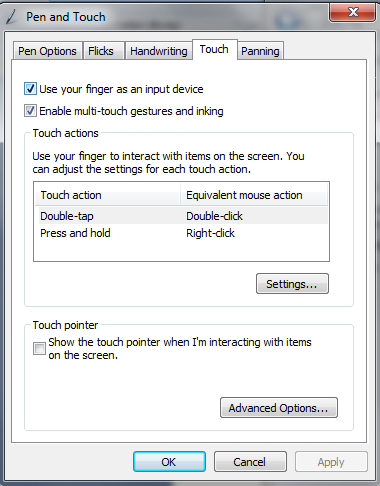 Pen and Touch
Pen Options Flicks Handwriting Touch Panning
Use your finger as an input device
Enable multi-touch gestures and inking
Touch actions
Use your finger to interact with items on the screen. You
can adjust the settings for each touch action.
Touch action Equivalent mouse action
Double-tap Double-click
Press and hold Right-click
Settings...
Touch pointer
Show the touch pointer when I'm interacting with items
on the screen.
Advanced Options...
OK Cancel Apply